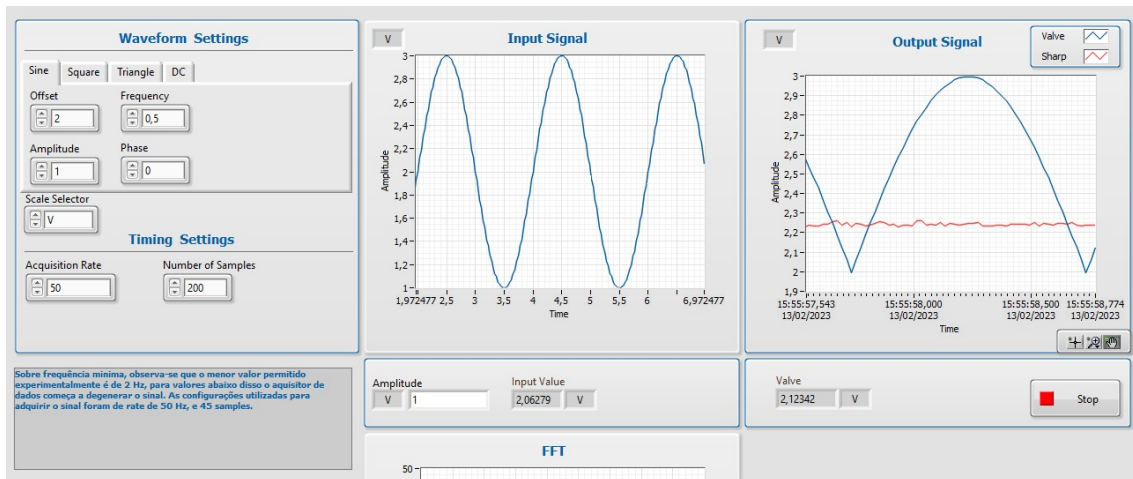 Waveform Settings
Sine Square Triangle DC
Offset Frequency
2 0,5
Amplitude Phase
1 0
Scale Selector
V
Timing Settings
Acquisition Rate Number of Samples
50 200
Sobre frequência mínima, observa-se que o menor valor permitido
experimentalmente é de 2 Hz, para valores abaixo disso o aquisitor de
dados começa a degenerar o sinal. As configurações utilizadas para
adquirir o sinal foram de rate de 50 Hz, e 45 samples.
V Input Signal
3
2,8
2,6
2,4
2,2
2
1,8
1,6
1,4
1,2
1
Amplitude
1,972477 2,5 3 3,5 4 4,5 5 5,5 6 6,972477
Time
Amplitude Input Value
V 1 2,06279 V
FFT
50
V Output Signal
Valve
Sharp
3
2,9
2,8
2,7
2,6
2,5
2,4
2,3
2,2
2,1
2
1,9
Amplitude
15:55:57,543 15:55:58,000 15:55:58,500 15:55:58,774
13/02/2023 13/02/2023 13/02/2023 13/02/2023
Time
Valve
2,12342 V
Stop